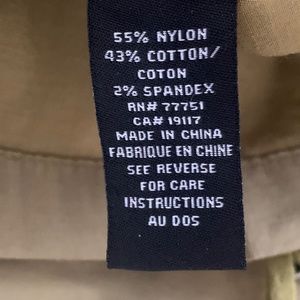 55% NYLON
43% COTTON/
COTON
2% SPANDEX
RN# 77751
CA# 19117
MADE IN CHINA
FABRIQUE EN CHINE
SEE REVERSE
FOR CARE
INSTRUCTIONS
AU DOS